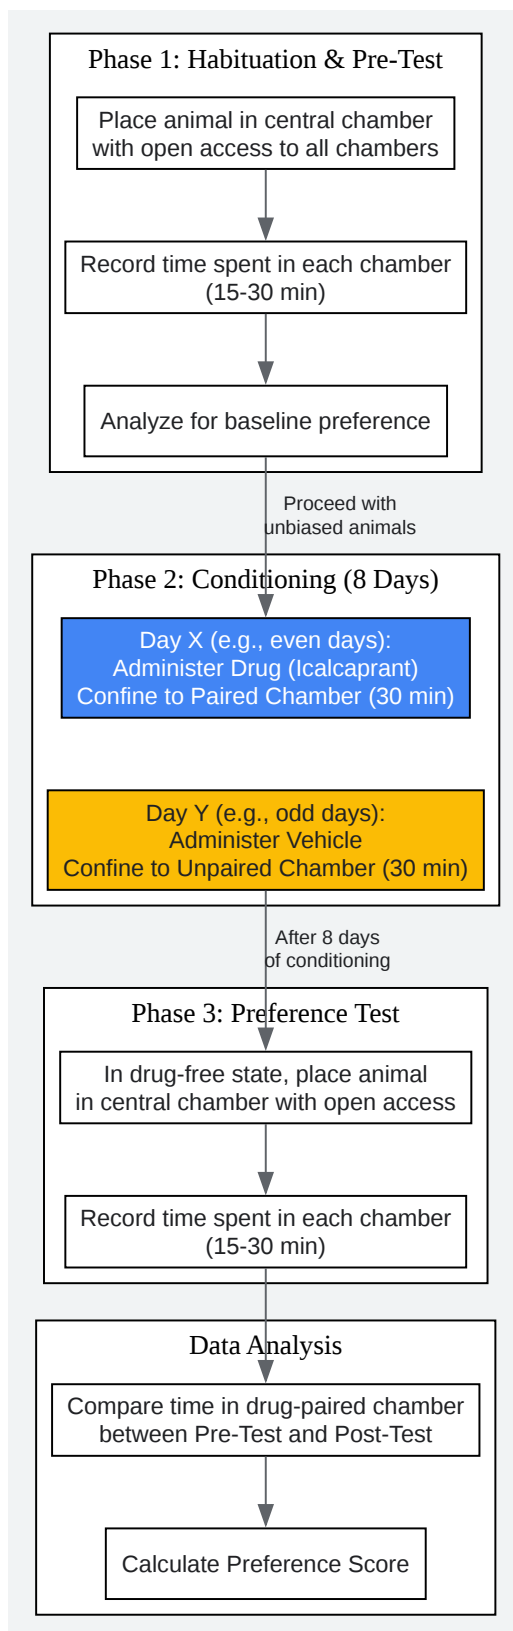 Phase 1: Habituation & Pre-Test
Place animal in central chamber
with open access to all chambers
Record time spent in each chamber
(15-30 min)
Analyze for baseline preference
Proceed with
unbiased animals
Phase 2: Conditioning (8 Days)
Day X (e.g., even days):
Administer Drug (Icalcaprant)
Confine to Paired Chamber (30 min)
Day Y (e.g., odd days):
Administer Vehicle
Confine to Unpaired Chamber (30 min)
After 8 days
of conditioning
Phase 3: Preference Test
In drug-free state, place animal
in central chamber with open access
Record time spent in each chamber
(15-30 min)
Data Analysis
Compare time in drug-paired chamber
between Pre-Test and Post-Test
Calculate Preference Score